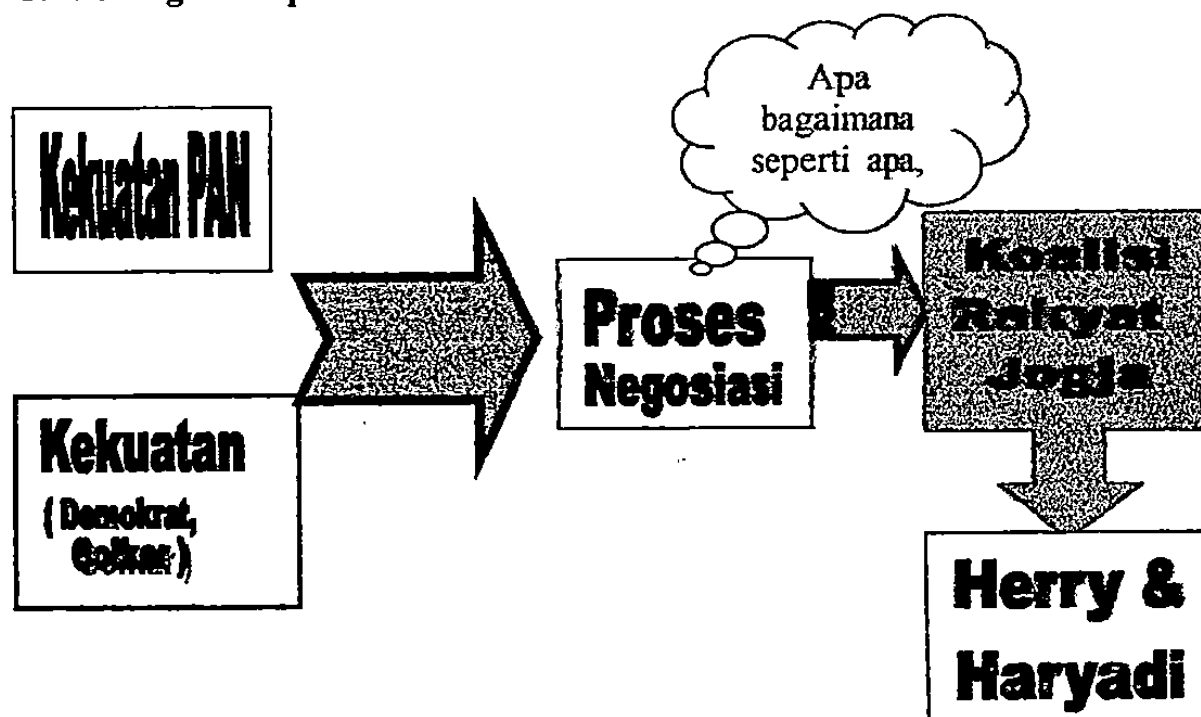 Kekuatan PAN
Kekuatan
( Demokrat,
Golkar )
Apa
bagaimana
seperti apa,
Proses
Negosiasi
Koalisi
Rakyat
Jogja
Herry &
Haryadi